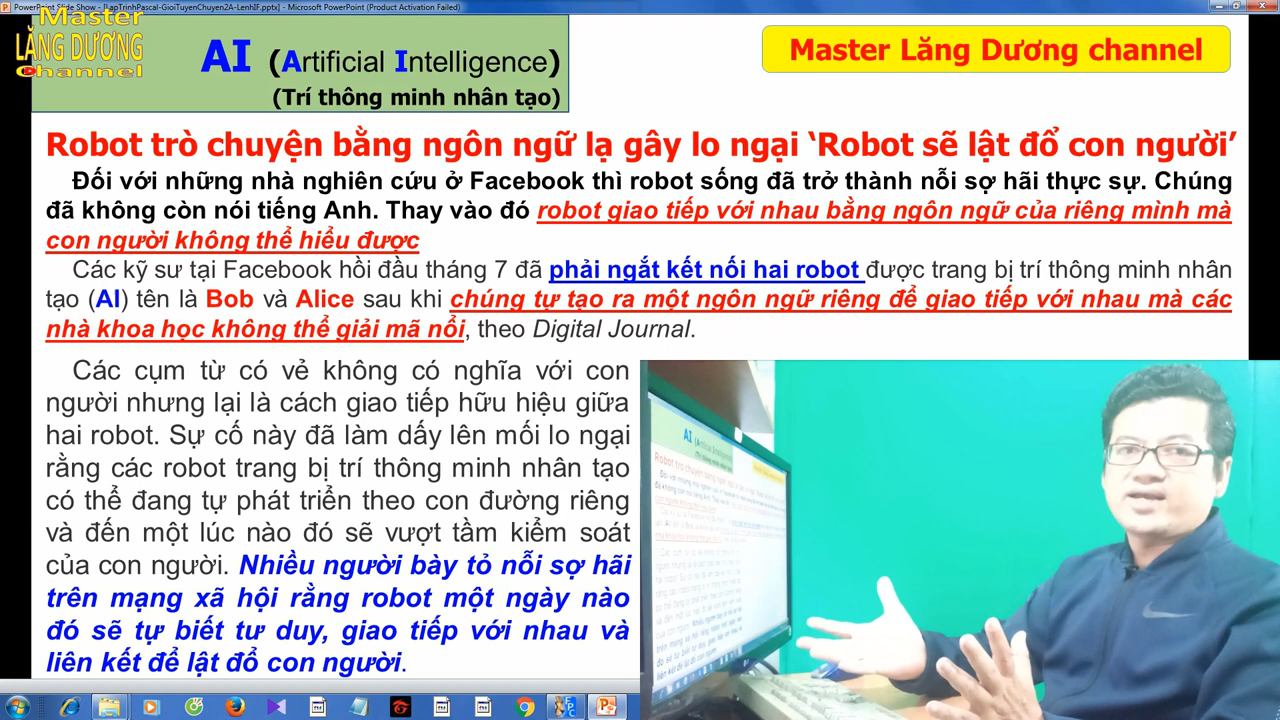 PowerPoint Slide Show - [LapTrinhPascal-GioiTuyenChuyen2A-LenhIF.pptx] - Microsoft PowerPoint (Product Activation Failed)
Master
LĂNG DƯƠNG
Channel
AI (Artificial Intelligence)
(Trí thông minh nhân tạo)
Master Lăng Dương channel
Robot trò chuyện bằng ngôn ngữ lạ gây lo ngại ‘Robot sẽ lật đổ con người’
Đối với những nhà nghiên cứu ở Facebook thì robot sống đã trở thành nỗi sợ hãi thực sự. Chúng
đã không còn nói tiếng Anh. Thay vào đó robot giao tiếp với nhau bằng ngôn ngữ của riêng mình mà
con người không thể hiểu được
Các kỹ sư tại Facebook hồi đầu tháng 7 đã phải ngắt kết nối hai robot được trang bị trí thông minh nhân
tạo (AI) tên là Bob và Alice sau khi chúng tự tạo ra một ngôn ngữ riêng để giao tiếp với nhau mà các
nhà khoa học không thể giải mã nổi, theo Digital Journal.
Các cụm từ có vẻ không có nghĩa với con
người nhưng lại là cách giao tiếp hữu hiệu giữa
hai robot. Sự cố này đã làm dấy lên mối lo ngại
rằng các robot trang bị trí thông minh nhân tạo
có thể đang tự phát triển theo con đường riêng
và đến một lúc nào đó sẽ vượt tầm kiểm soát
của con người. Nhiều người bày tỏ nỗi sợ hãi
trên mạng xã hội rằng robot một ngày nào
đó sẽ tự biết tư duy, giao tiếp với nhau và
liên kết để lật đổ con người.